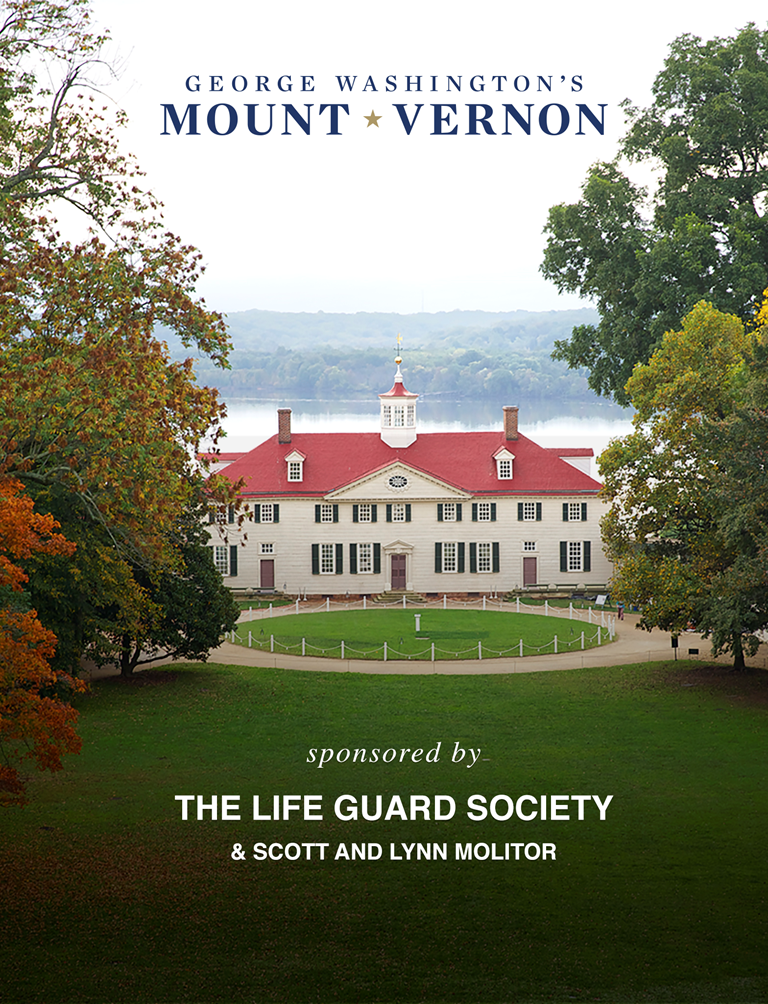 GEORGE WASHINGTON'S
MOUNT ★ VERNON
sponsored by
THE LIFE GUARD SOCIETY
& SCOTT AND LYNN MOLITOR